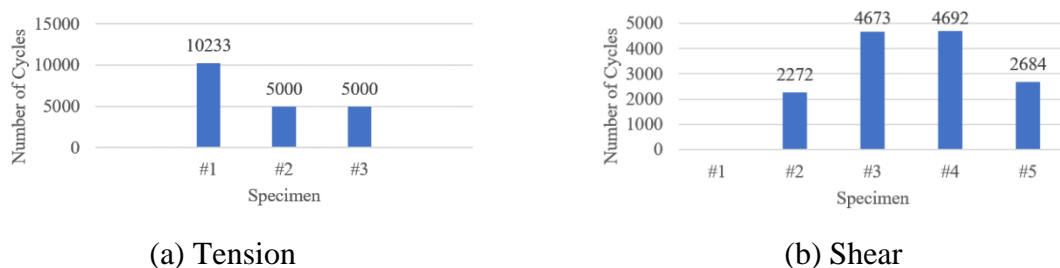 15000
10000
5000
0
Number of Cycles
10233
5000
5000
#1 #2 #3
Specimen
(a) Tension
5000
4000
3000
2000
1000
0
Number of Cycles
2272
4673
4692
2684
#1 #2 #3 #4 #5
Specimen
(b) Shear